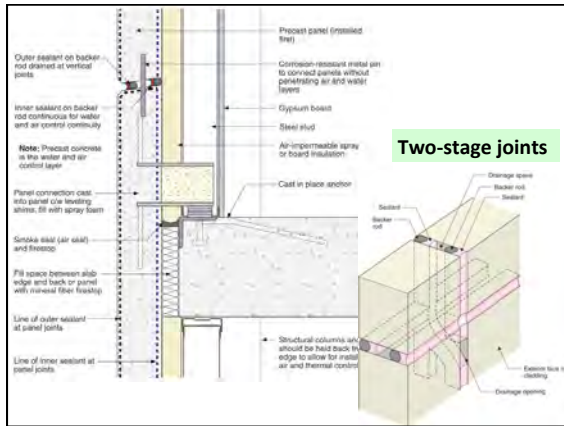 Precast panel (installed
first)
Outer sealant on backer
rod drained at vertical
joints
Corrosion-resistant metal pin
to connect panels without
penetrating air and water
layers
Inner sealant on backer
rod continuous for water
and air control continuity
Gypsum board
Steel stud
Note: Precast concrete
is the water and air
control layer
Air-impermeable spray
or board insulation
Two-stage joints
Panel connection cast
into panel c/w leveling
shims, fill with spray foam
Cast in place anchor
Drainage space
Backer rod
Sealant
Sealant
Backer
rod
Smoke seal (air seal)
and firestop
Fill space between slab
edge and back of panel
with mineral fiber firestop
Line of outer sealant
at panel joints
Line of inner sealant at
panel joints
Structural columns and
should be held back
edge to allow for
air and thermal control
Exterior face of
cladding
Drainage opening